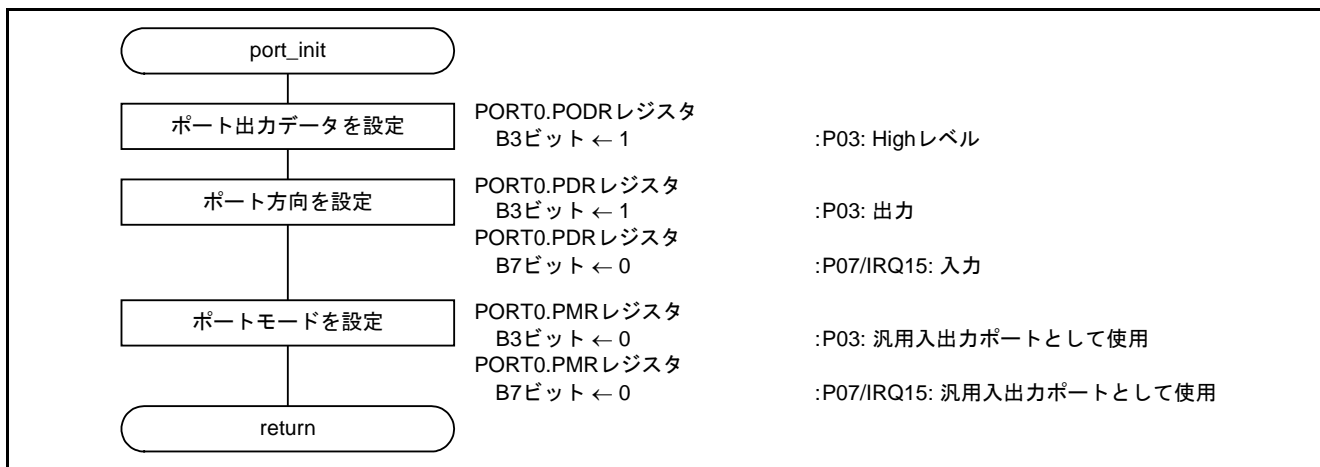 port_init
ポート出力データを設定
PORT0.PODRレジスタ
B3ビット ← 1 :P03: Highレベル
ポート方向を設定
PORT0.PDRレジスタ
B3ビット ← 1 :P03: 出力
PORT0.PDRレジスタ
B7ビット ← 0 :P07/IRQ15: 入力
ポートモードを設定
PORT0.PMRレジスタ
B3ビット ← 0 :P03: 汎用入出力ポートとして使用
PORT0.PMRレジスタ
B7ビット ← 0 :P07/IRQ15: 汎用入出力ポートとして使用
return